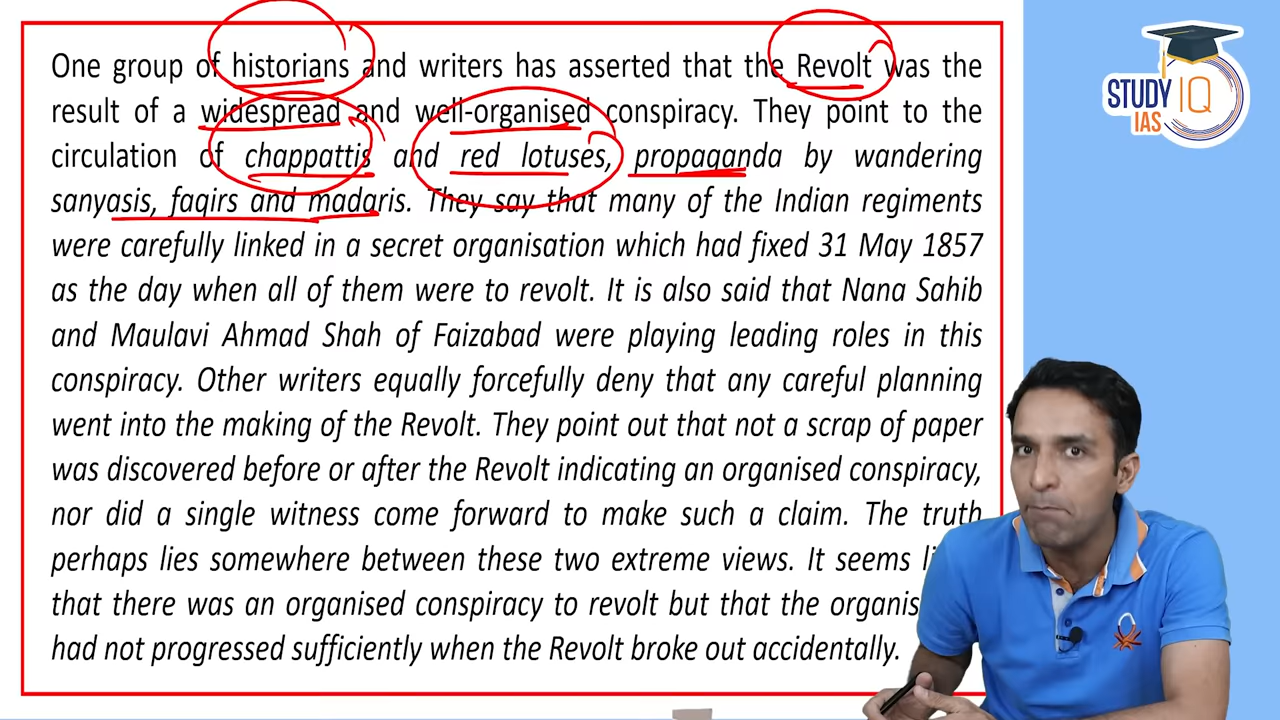 One group of historians and writers has asserted that the Revolt was the
result of a widespread and well-organised conspiracy. They point to the
circulation of chappattis and red lotuses, propaganda by wandering
sanyasis, faqirs and madaris. They say that many of the Indian regiments
were carefully linked in a secret organisation which had fixed 31 May 1857
as the day when all of them were to revolt. It is also said that Nana Sahib
and Maulavi Ahmad Shah of Faizabad were playing leading roles in this
conspiracy. Other writers equally forcefully deny that any careful planning
went into the making of the Revolt. They point out that not a scrap of paper
was discovered before or after the Revolt indicating an organised conspiracy,
nor did a single witness come forward to make such a claim. The truth
perhaps lies somewhere between these two extreme views. It seems
that there was an organised conspiracy to revolt but that the
had not progressed sufficiently when the Revolt broke out accidentally.
STUDY IQ
IAS